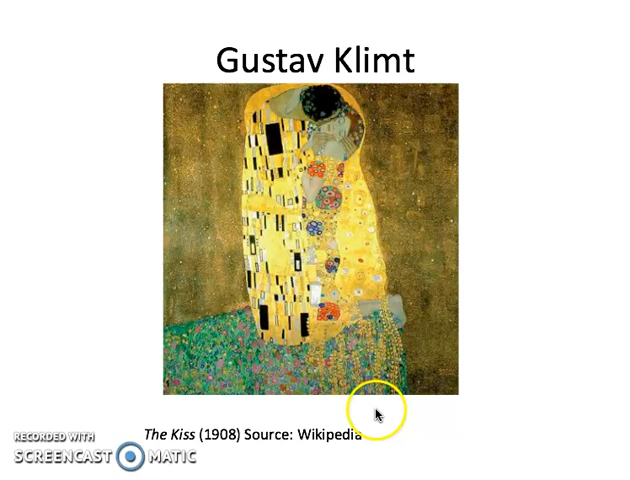 Gustav Klimt
The Kiss (1908) Source: Wikipedia
RECORDED WITH
SCREENCAST MATIC